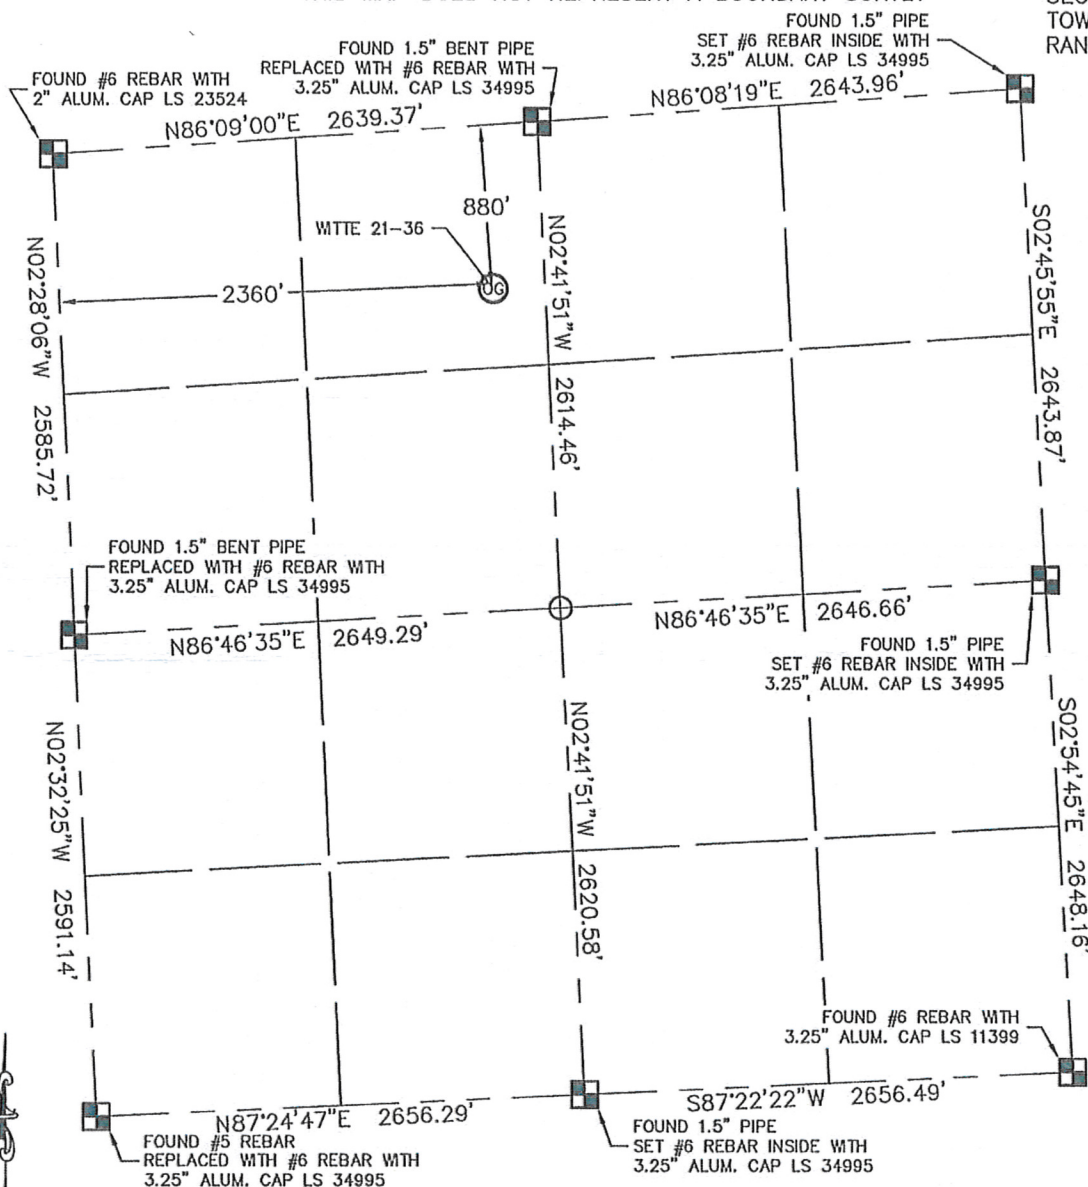 FOUND 1.5" PIPE
SET #6 REBAR INSIDE WITH
3.25" ALUM. CAP LS 34995
FOUND 1.5" BENT PIPE
REPLACED WITH #6 REBAR WITH
3.25" ALUM. CAP LS 34995
FOUND #6 REBAR WITH
2" ALUM. CAP LS 23524
N86°09'00"E 2639.37'
N86°08'19"E 2643.96'
880'
WITTE 21-36
OG
2360'
N02°28'06"W 2585.72'
N02°41'51"W 2614.46'
S02°45'55"E 2643.87'
FOUND 1.5" BENT PIPE
REPLACED WITH #6 REBAR WITH
3.25" ALUM. CAP LS 34995
N86°46'35"E 2649.29'
N86°46'35"E 2646.66'
FOUND 1.5" PIPE
SET #6 REBAR INSIDE WITH
3.25" ALUM. CAP LS 34995
N02°32'25"W 2591.14'
N02°41'51"W 2620.58'
S02°54'45"E 2648.16'
FOUND #6 REBAR WITH
3.25" ALUM. CAP LS 11399
N87°24'47"E 2656.29'
S87°22'22"W 2656.49'
FOUND #5 REBAR
REPLACED WITH #6 REBAR WITH
3.25" ALUM. CAP LS 34995
FOUND 1.5" PIPE
SET #6 REBAR INSIDE WITH
3.25" ALUM. CAP LS 34995
TOW
RAN